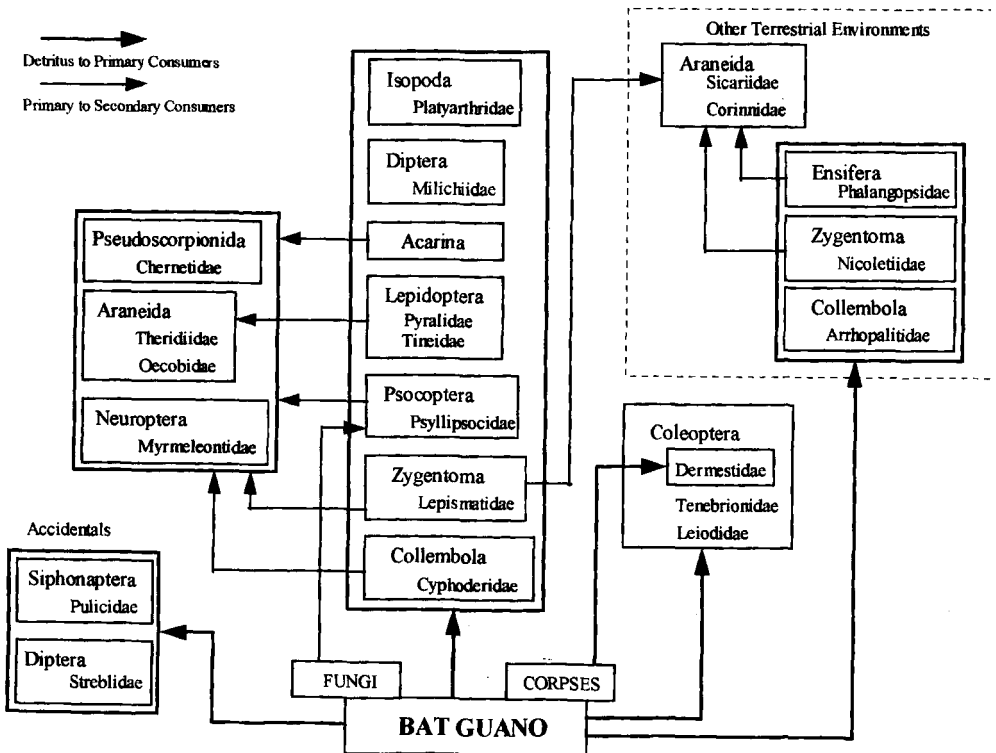 Detritus to Primary Consumers
Primary to Secondary Consumers
Isopoda
Platyarthridae
Diptera
Milichiidae
Acarina
Lepidoptera
Pyralidae
Tineidae
Psocoptera
Psyllipsocidae
Zygentoma
Lepismatidae
Collembola
Cyphoderidae
Pseudoscorpionida
Chernetidae
Araneida
Theridiidae
Oecobidae
Neuroptera
Myrmeleontidae
Accidentals
Siphonaptera
Pulicidae
Diptera
Streblidae
Other Terrestrial Environments
Araneida
Sicariidae
Corinnidae
Ensifera
Phalangopsidae
Zygentoma
Nicoletiidae
Collembola
Arrhopalitidae
Coleoptera
Dermestidae
Tenebrionidae
Leiodidae
FUNGI
CORPSES
BAT GUANO